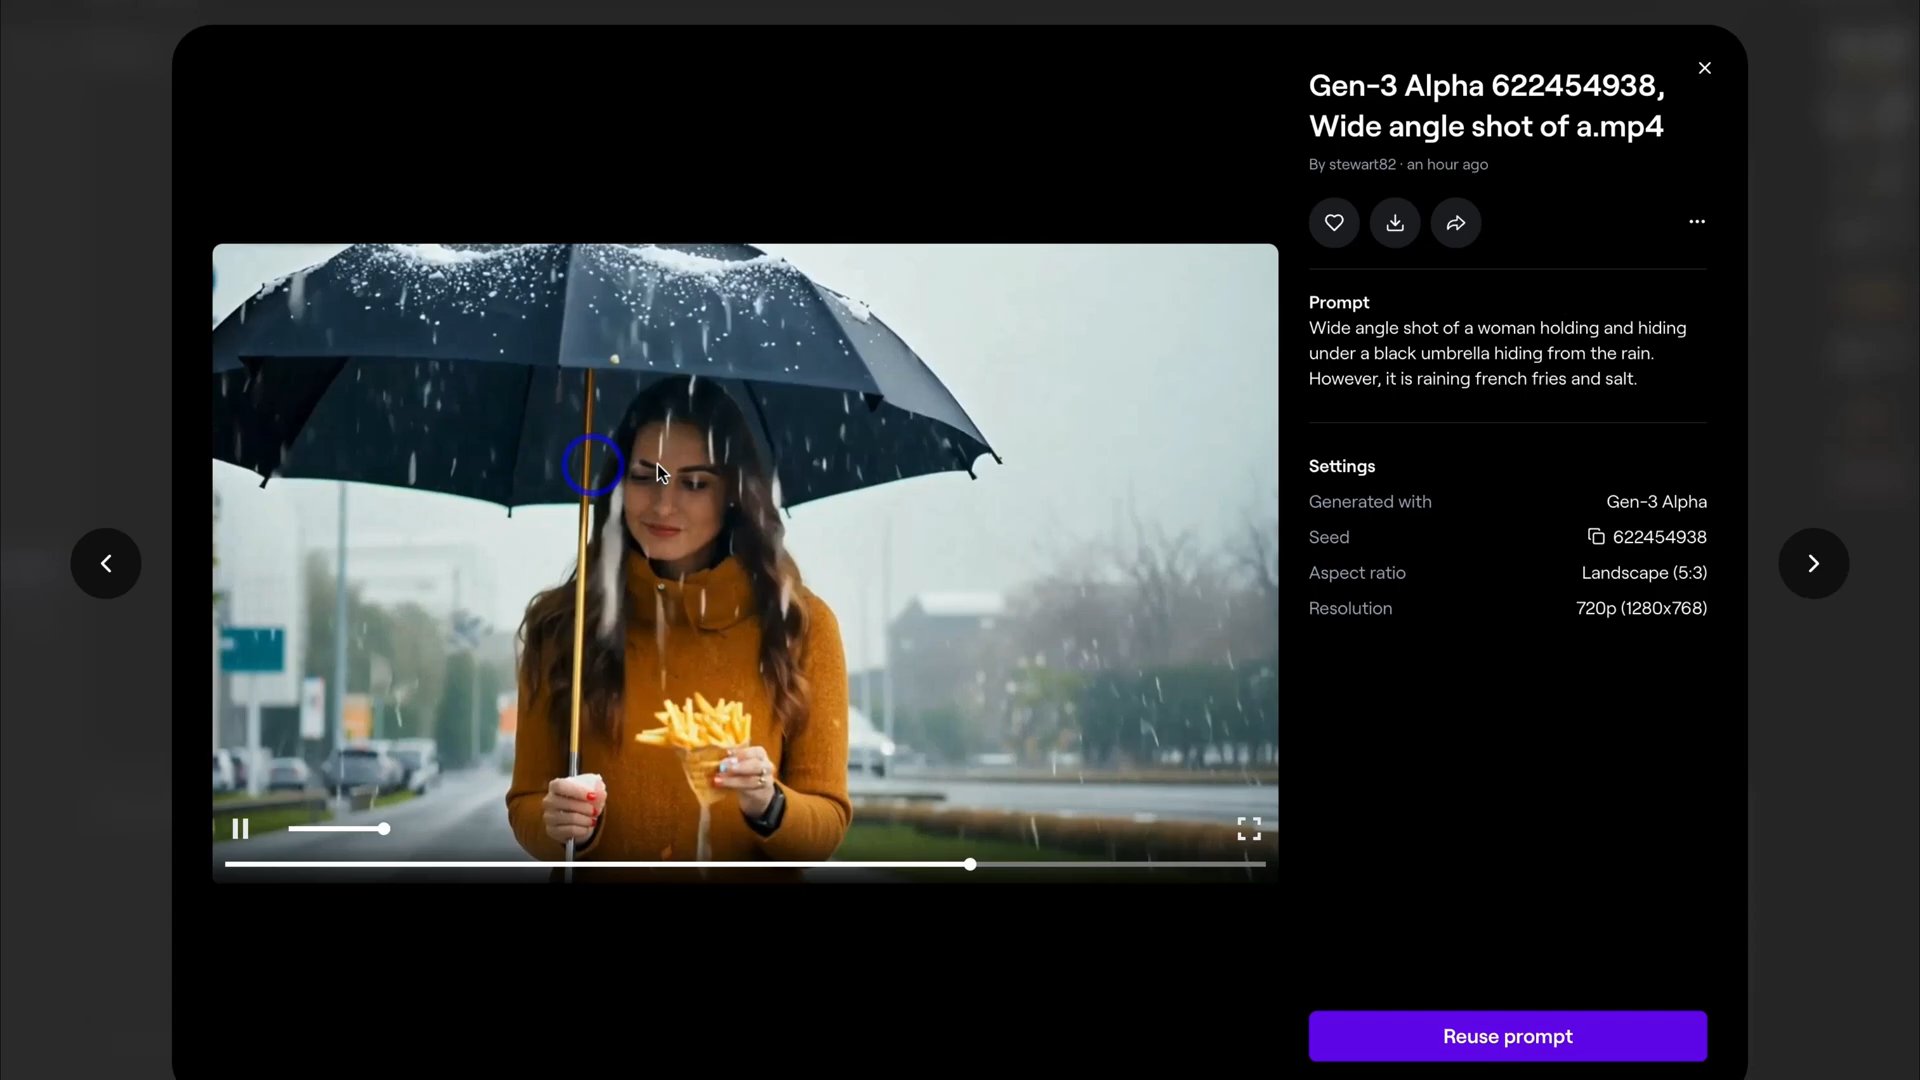 Gen-3 Alpha 622454938,
Wide angle shot of a.mp4
By stewart82 · an hour ago
Prompt
Wide angle shot of a woman holding and hiding
under a black umbrella hiding from the rain.
However, it is raining french fries and salt.
Settings
Generated with Gen-3 Alpha
Seed 622454938
Aspect ratio Landscape (5:3)
Resolution 720p (1280x768)
Reuse prompt